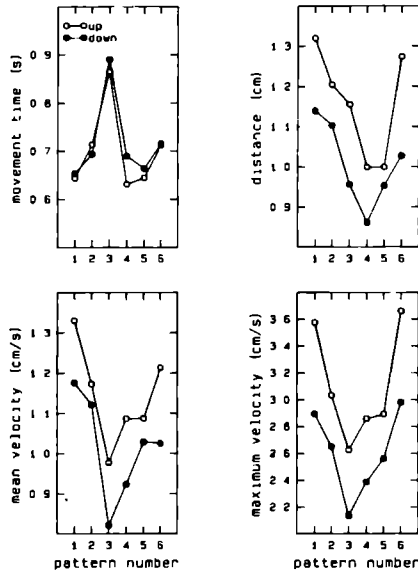 up
down
movement time (s)
0 9
0 8
0 7
0 6
1 2 3 4 5 6
distance (cm)
1 3
1 2
1 1
1 0
0 9
1 2 3 4 5 6
mean velocity (cm/s)
1 3
1 2
1 1
1 0
0 9
1 2 3 4 5 6
pattern number
maximum velocity (cm/s)
3 6
3 4
3 2
3 0
2 8
2 6
2 4
2 2
1 2 3 4 5 6
pattern number